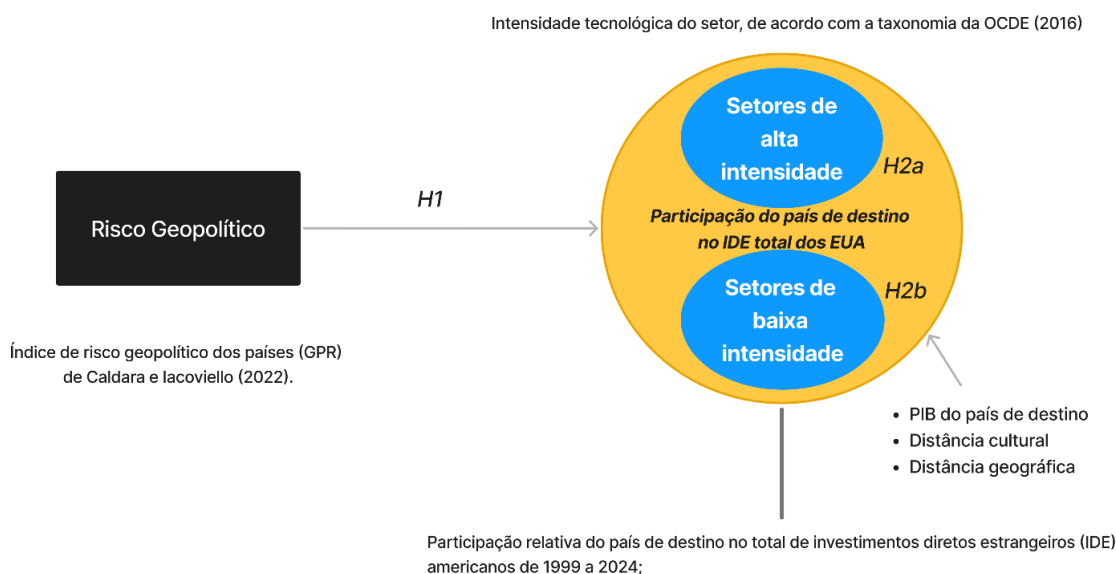 Intensidade tecnológica do setor, de acordo com a taxonomia da OCDE (2016)
Setores de
alta
intensidade
H2a
H1
Risco Geopolítico
Participação do país de destino
no IDE total dos EUA
Setores de
baixa
intensidade
H2b
Índice de risco geopolítico dos países (GPR)
de Caldara e Iacoviello (2022).
• PIB do país de destino
• Distância cultural
• Distância geográfica
Participação relativa do país de destino no total de investimentos diretos estrangeiros (IDE)
americanos de 1999 a 2024;